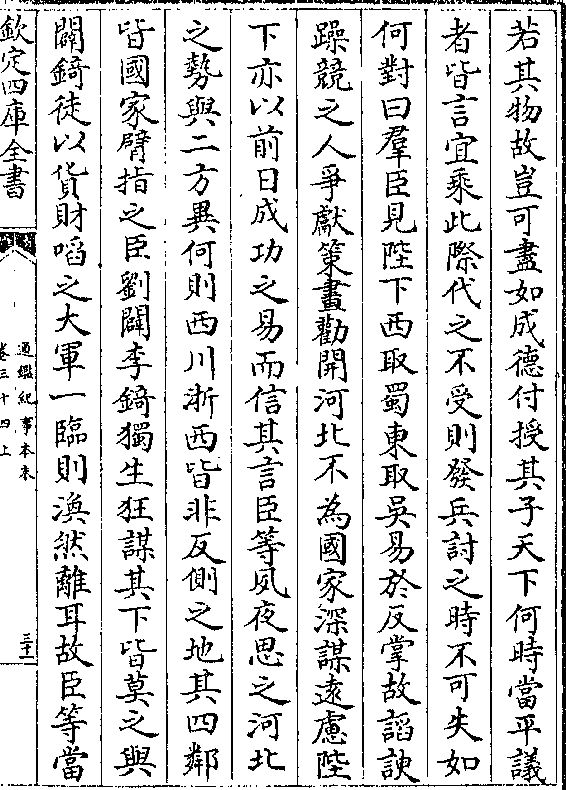 若其物故豈可盡如成德付授其子天下何時當平議
者皆言宜乘此際代之不受則發兵討之時不可失如
何對曰羣臣見陛下西取蜀東取吳易於反掌故謟諛
躁競之人爭獻策畫勸開河北不為國家深謀遠慮陛
下亦以前日成功之易而信其言臣等夙夜思之河北
之勢與二方異何則西川浙西皆非反側之地其四鄰
皆國家臂指之臣劉闢李錡獨生狂謀其下皆莫之與
闢錡徒以貨財啗之大軍一臨則渙然離耳故臣等當
欽定四庫全書
通鑑紀事本末
卷三十四上
三十一